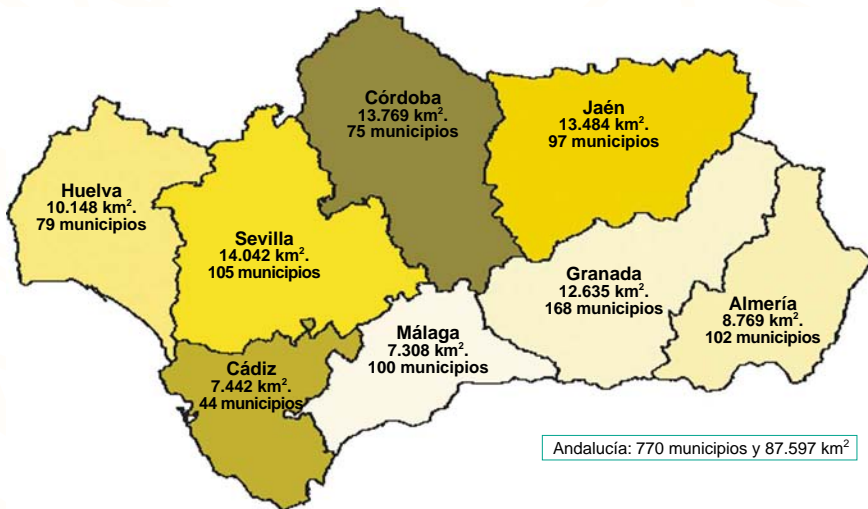 Córdoba
13.769 km².
75 municipios
Jaén
13.484 km².
97 municipios
Huelva
10.148 km².
79 municipios
Sevilla
14.042 km².
105 municipios
Granada
12.635 km².
168 municipios
Almería
8.769 km².
102 municipios
Málaga
7.308 km².
100 municipios
Cádiz
7.442 km².
44 municipios
Andalucía: 770 municipios y 87.597 km²